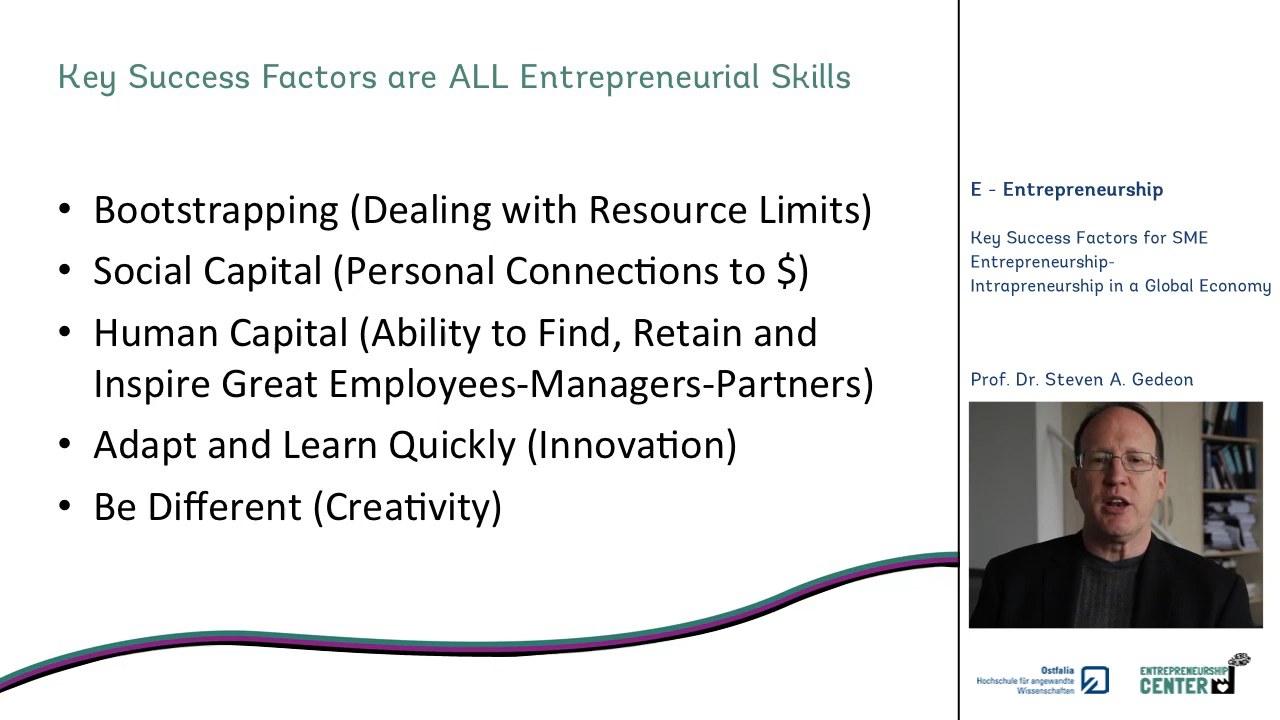 Key Success Factors are ALL Entrepreneurial Skills
• Bootstrapping (Dealing with Resource Limits)
• Social Capital (Personal Connections to $)
• Human Capital (Ability to Find, Retain and
Inspire Great Employees-Managers-Partners)
• Adapt and Learn Quickly (Innovation)
• Be Different (Creativity)
E - Entrepreneurship
Key Success Factors for SME
Entrepreneurship-
Intrapreneurship in a Global Economy
Prof. Dr. Steven A. Gedeon
Ostfalia
Hochschule für angewandte
Wissenschaften
ENTREPRENEURSHIP
CENTER